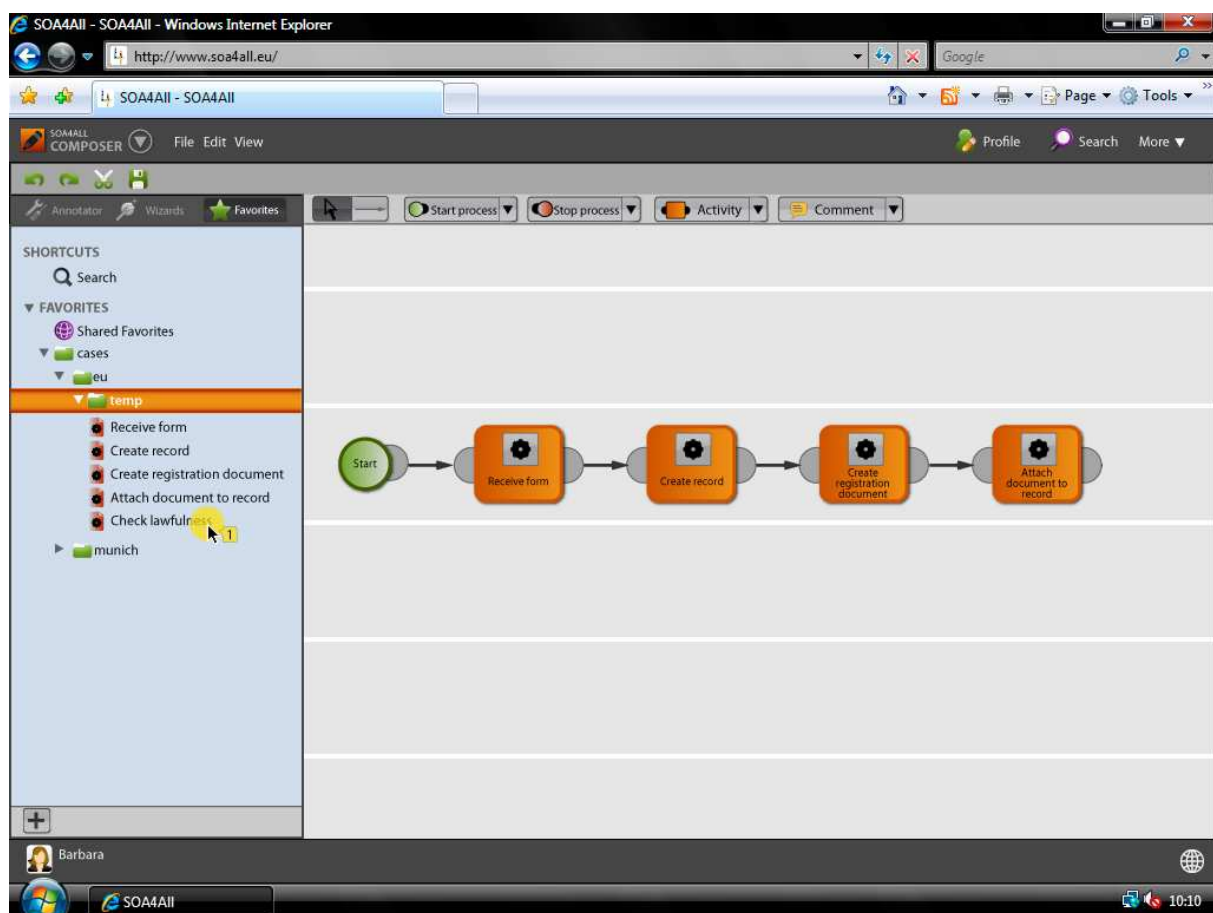 SOA4All - SOA4All - Windows Internet Explorer
http://www.soa4all.eu/
Google
SOA4All - SOA4All
Page
Tools
SOA4ALL
COMPOSER
File Edit View
Profile
Search
More
Annotator
Wizards
Favorites
Start process
Stop process
Activity
Comment
SHORTCUTS
Search
FAVORITES
Shared Favorites
cases
eu
temp
Receive form
Create record
Create registration document
Attach document to record
Check lawfulness
1
munich
Start
Receive form
Create record
Create
registration
document
Attach
document to
record
Barbara
SOA4All
10:10